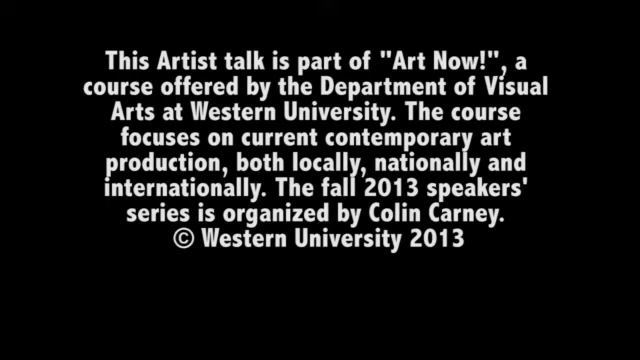 This Artist talk is part of "Art Now!", a
course offered by the Department of Visual
Arts at Western University. The course
focuses on current contemporary art
production, both locally, nationally and
internationally. The fall 2013 speakers'
series is organized by Colin Carney.
© Western University 2013